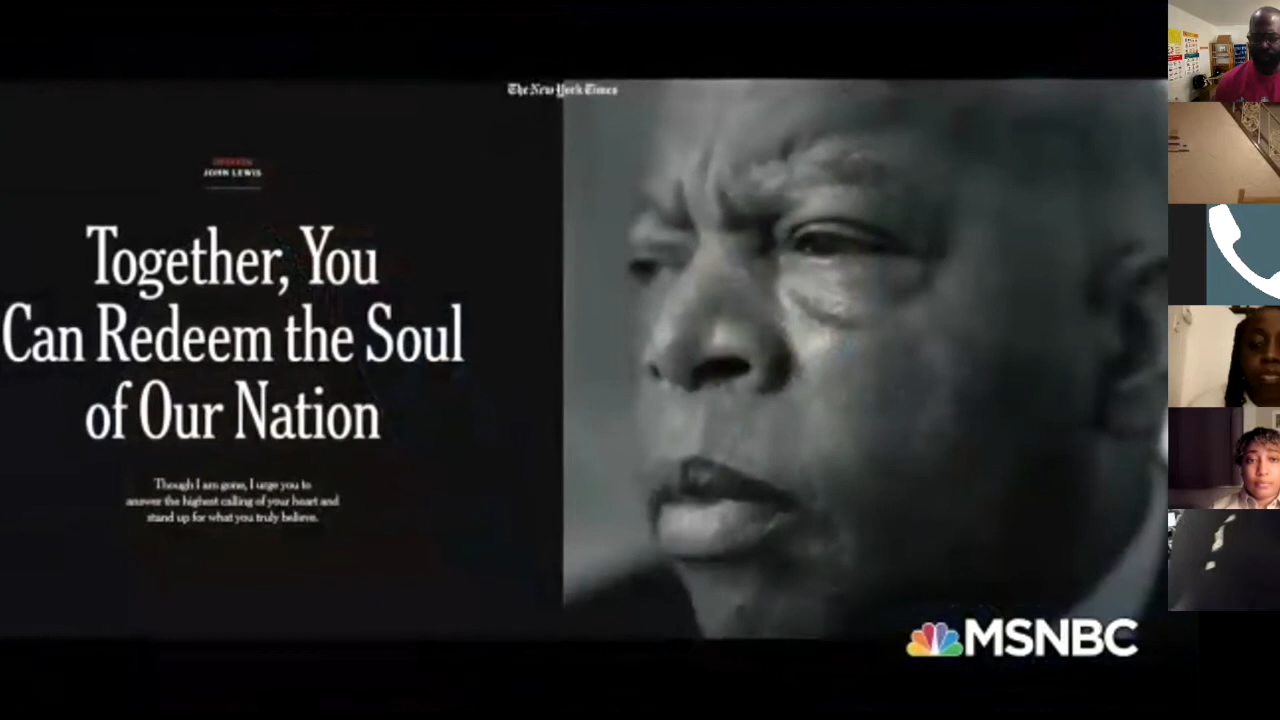 The New York Times
OPINION
JOHN LEWIS
Together, You
Can Redeem the Soul
of Our Nation
Though I am gone, I urge you to
answer the highest calling of your heart and
stand up for what you truly believe.
MSNBC